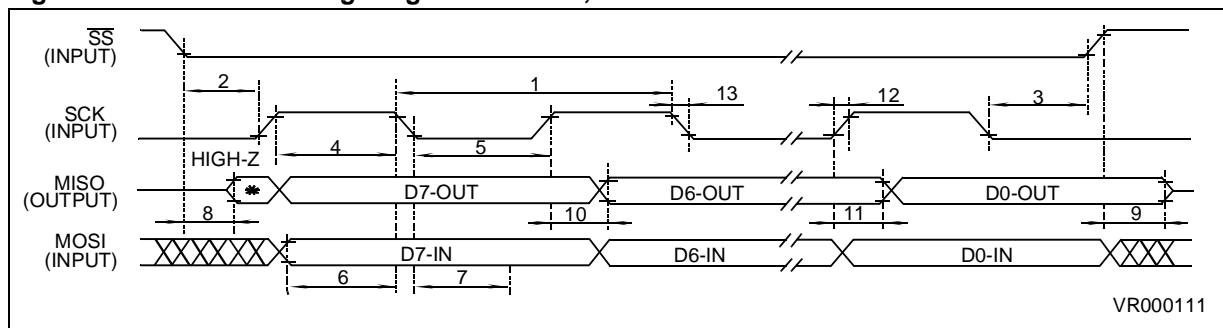 SS
(INPUT)
2
1
13
12
3
SCK
(INPUT)
4
5
HIGH-Z
MISO
(OUTPUT)
*
D7-OUT
D6-OUT
D0-OUT
8
10
11
9
MOSI
(INPUT)
D7-IN
D6-IN
D0-IN
6
7
VR000111